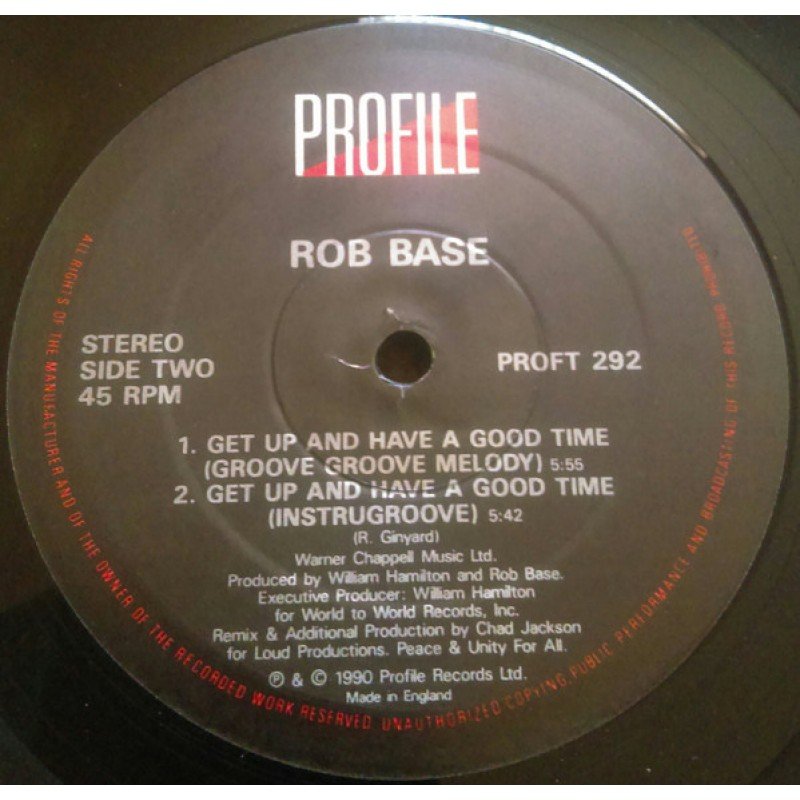 PROFILE
ROB BASE
STEREO
SIDE TWO
45 RPM
PROFT 292
1. GET UP AND HAVE A GOOD TIME
(GROOVE GROOVE MELODY) 5:55
2. GET UP AND HAVE A GOOD TIME
(INSTRUGROOVE) 5:42
(R. Ginyard)
Warner Chappell Music Ltd.
Produced by William Hamilton and Rob Base.
Executive Producer: William Hamilton
for World to World Records, Inc.
Remix & Additional Production by Chad Jackson
for Loud Productions. Peace & Unity For All.
℗ & © 1990 Profile Records Ltd.
Made in England
ALL RIGHTS OF THE MANUFACTURER AND OF THE OWNER OF THE RECORDED WORK RESERVED. UNAUTHORIZED COPYING, PUBLIC PERFORMANCE AND BROADCASTING OF THIS RECORD PROHIBITED